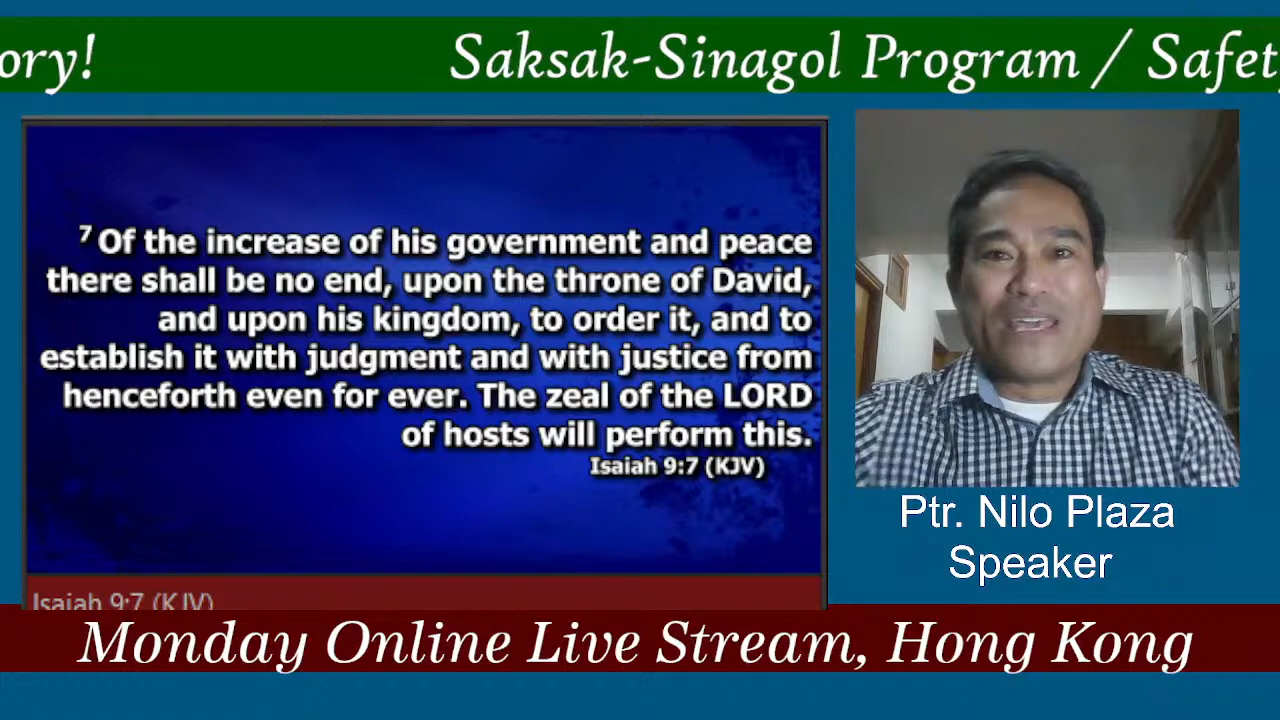 ory!
Saksak-Sinagol Program / Safety
7 Of the increase of his government and peace
there shall be no end, upon the throne of David,
and upon his kingdom, to order it, and to
establish it with judgment and with justice from
henceforth even for ever. The zeal of the LORD
of hosts will perform this.
Isaiah 9:7 (KJV)
Isaiah 9:7 (KJV)
Ptr. Nilo Plaza
Speaker
Monday Online Live Stream, Hong Kong